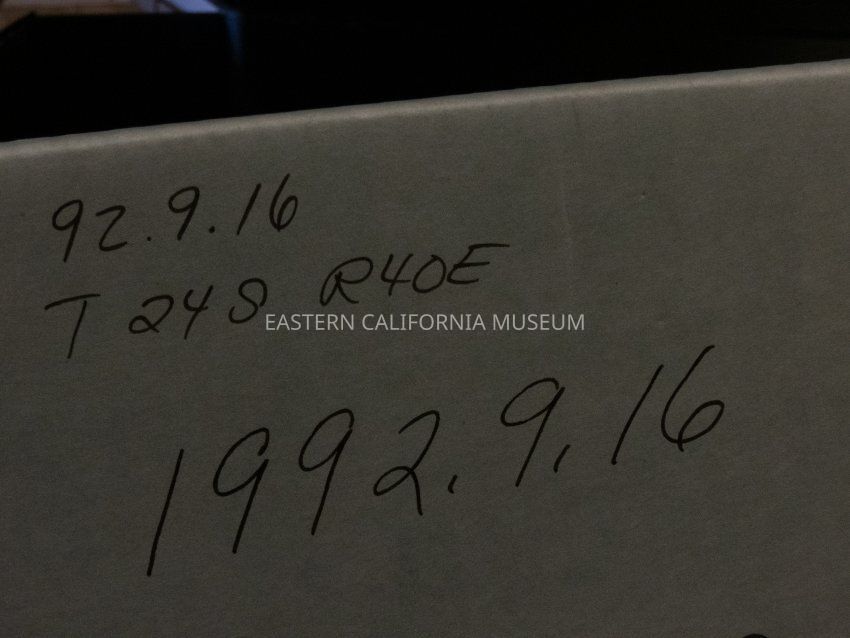 92.9.16
T 24S R40E
EASTERN CALIFORNIA MUSEUM
1992.9.16